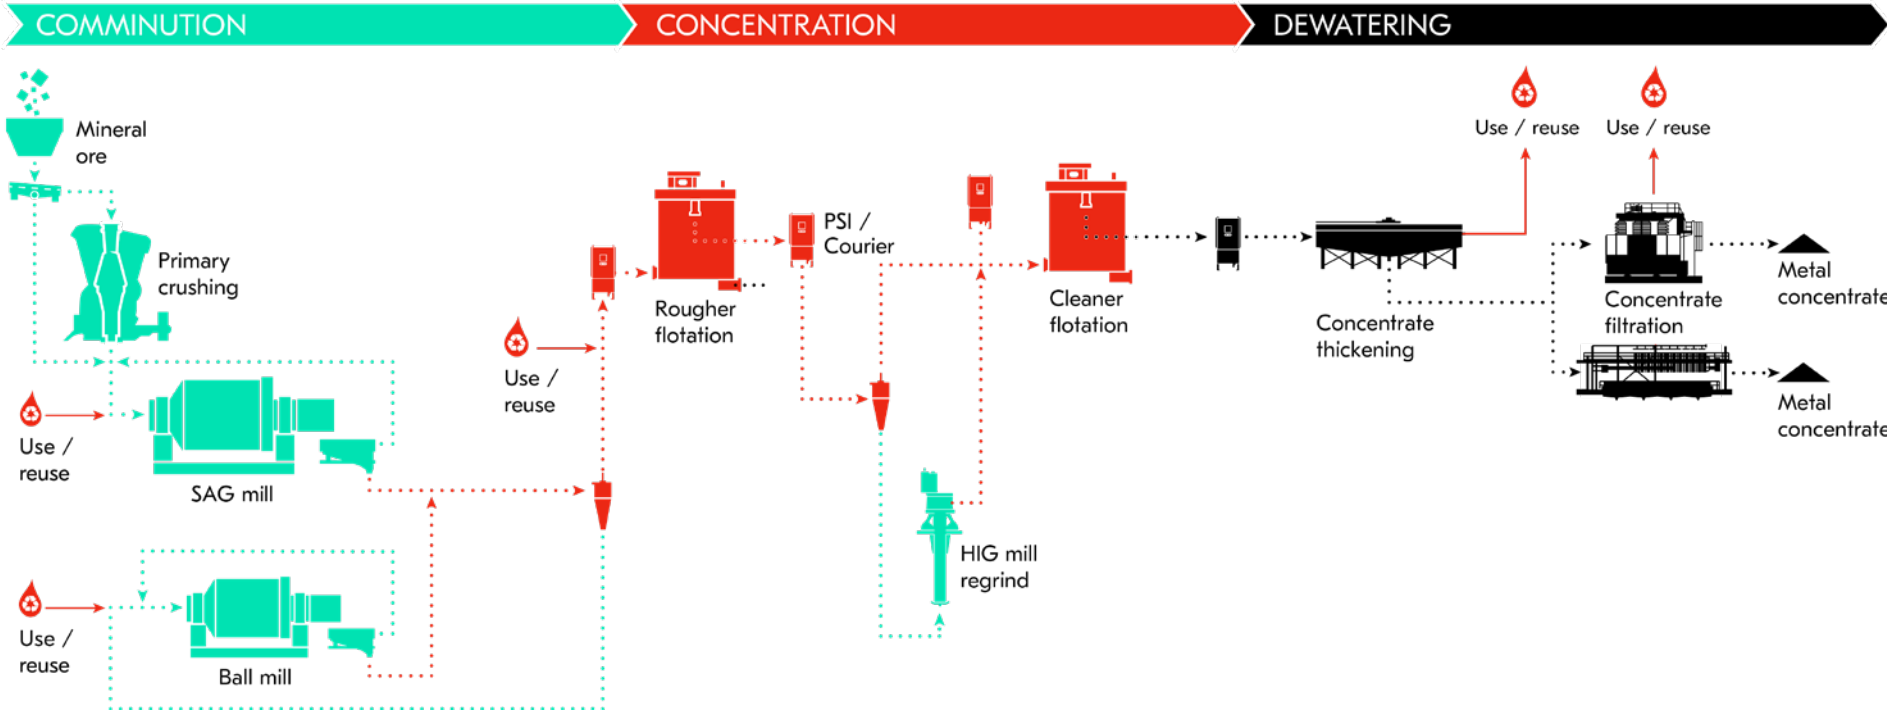 COMMINUTION
CONCENTRATION
DEWATERING
Mineral
ore
Primary
crushing
Use /
reuse
SAG mill
Use /
reuse
Ball mill
Use /
reuse
Rougher
flotation
PSI /
Courier
HIG mill
regrind
Cleaner
flotation
Concentrate
thickening
Use / reuse
Use / reuse
Concentrate
filtration
Metal
concentrate
Metal
concentrate